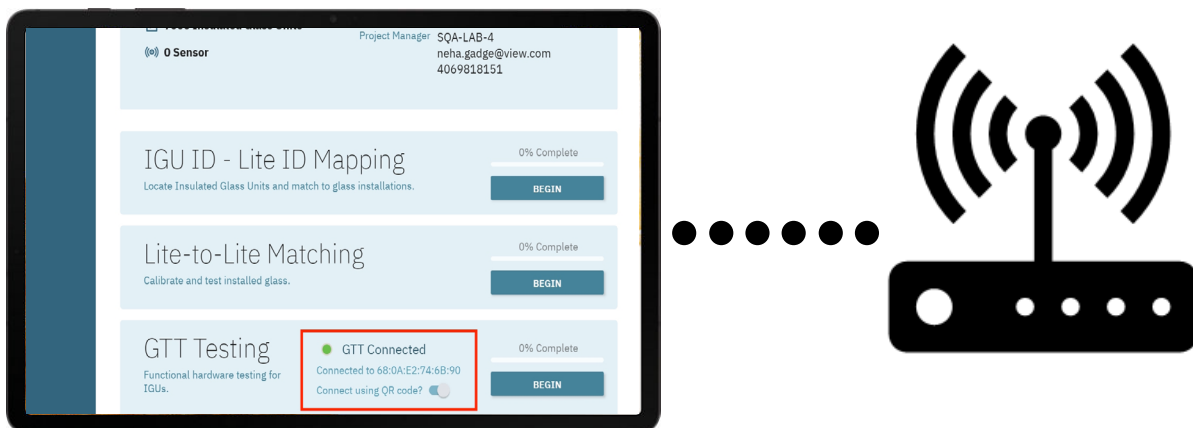 0 Sensor
Project Manager
SQA-LAB-4
neha.gadge@view.com
4069818151
IGU ID - Lite ID Mapping
Locate Insulated Glass Units and match to glass installations.
0% Complete
BEGIN
Lite-to-Lite Matching
Calibrate and test installed glass.
0% Complete
BEGIN
GTT Testing
Functional hardware testing for
IGUs.
GTT Connected
Connected to 68:0A:E2:74:6B:90
Connect using QR code?
0% Complete
BEGIN